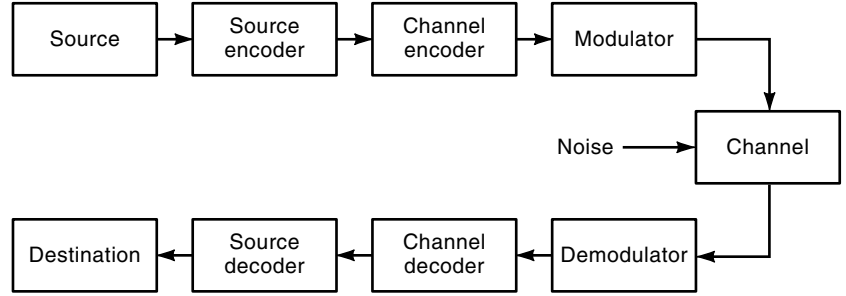 Source
Source
encoder
Channel
encoder
Modulator
Noise
Channel
Destination
Source
decoder
Channel
decoder
Demodulator